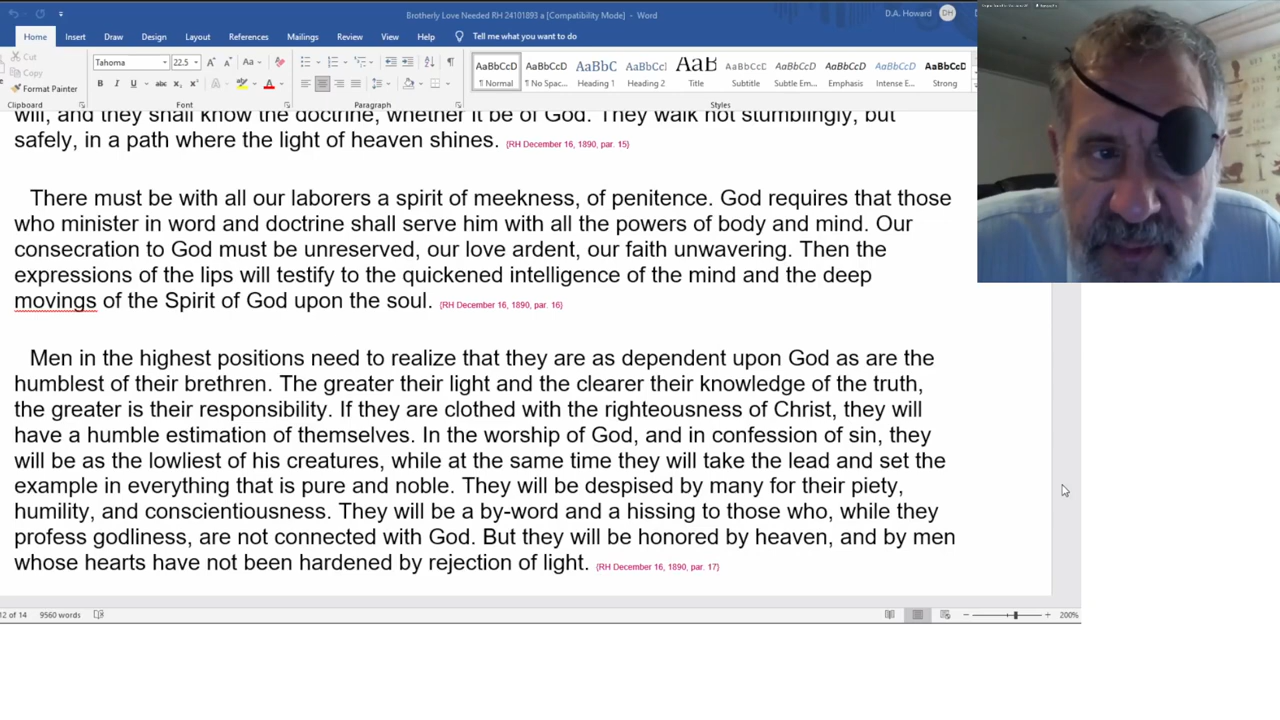 Brotherly Love Needed RH 24101893 a [Compatibility Mode] - Word
D.A. Howard
DH
Home Insert Draw Design Layout References Mailings Review View Help Tell me what you want to do
Cut
Copy
Format Painter
Tahoma 22.5
Clipboard Font Paragraph Styles
AaBbCcD AaBbCcD AaBbC AaBbCcI AaB AaBbCcD AaBbCcD AaBbCcD AaBbCcD AaBbCcD
¶ Normal ¶ No Spac... Heading 1 Heading 2 Title Subtitle Subtle Em... Emphasis Intense E... Strong
will, and they shall know the doctrine, whether it be of God. They walk not stumblingly, but
safely, in a path where the light of heaven shines. {RH December 16, 1890, par. 15}
There must be with all our laborers a spirit of meekness, of penitence. God requires that those
who minister in word and doctrine shall serve him with all the powers of body and mind. Our
consecration to God must be unreserved, our love ardent, our faith unwavering. Then the
expressions of the lips will testify to the quickened intelligence of the mind and the deep
movings of the Spirit of God upon the soul. {RH December 16, 1890, par. 16}
Men in the highest positions need to realize that they are as dependent upon God as are the
humblest of their brethren. The greater their light and the clearer their knowledge of the truth,
the greater is their responsibility. If they are clothed with the righteousness of Christ, they will
have a humble estimation of themselves. In the worship of God, and in confession of sin, they
will be as the lowliest of his creatures, while at the same time they will take the lead and set the
example in everything that is pure and noble. They will be despised by many for their piety,
humility, and conscientiousness. They will be a by-word and a hissing to those who, while they
profess godliness, are not connected with God. But they will be honored by heaven, and by men
whose hearts have not been hardened by rejection of light. {RH December 16, 1890, par. 17}
12 of 14 9560 words 200%